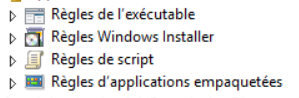 Règles de l'exécutable
Règles Windows Installer
Règles de script
Règles d'applications empaquetées